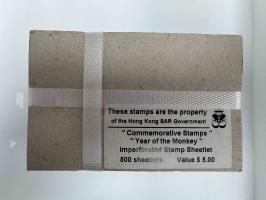 These stamps are the property
of the Hong Kong SAR Government
" Commemorative Stamps "
" Year of the Monkey "
Imperforated Stamp Sheetlet
500 sheetlets Value $ 5.00